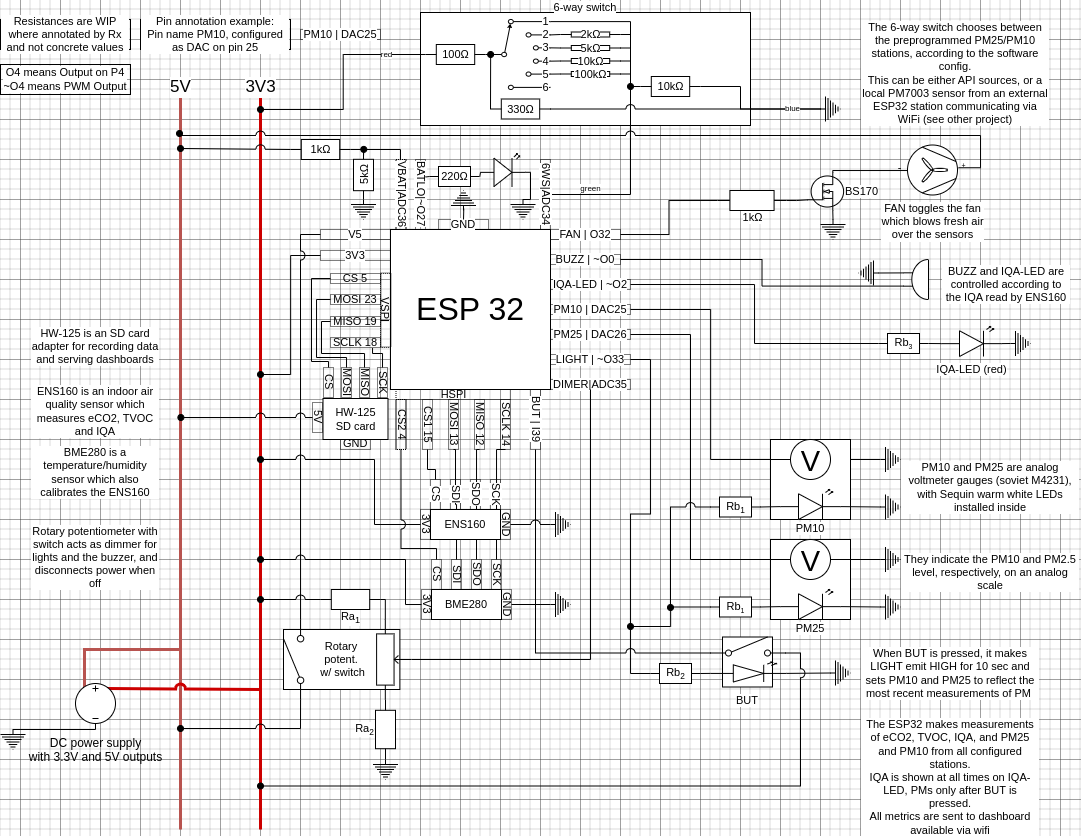 6-way switch
Resistances are WIP
where annotated by Rx
and not concrete values
Pin annotation example:
Pin name PM10, configured
as DAC on pin 25
PM10 | DAC25
O4 means Output on P4
~O4 means PWM Output
5V
3V3
red
100Ω
1
2
3
4
5
6
2kΩ
5kΩ
10kΩ
100kΩ
10kΩ
330Ω
blue
The 6-way switch chooses between
the preprogrammed PM25/PM10
stations, according to the software
config.
This can be either API sources, or a
local PM7003 sensor from an external
ESP32 station communicating via
WiFi (see other project)
1kΩ
5kΩ
VBAT|ADC36
BATLO|~O27
220Ω
6WS|ADC34
green
GND
1kΩ
BS170
-
+
FAN toggles the fan
which blows fresh air
over the sensors
V5
3V3
CS 5
MOSI 23
MISO 19
SCLK 18
VSPI
ESP 32
FAN | O32
BUZZ | ~O0
IQA-LED | ~O2
PM10 | DAC25
PM25 | DAC26
LIGHT | ~O33
DIMER|ADC35
BUZZ and IQA-LED are
controlled according to
the IQA read by ENS160
Rb3
IQA-LED (red)
HW-125 is an SD card
adapter for recording data
and serving dashboards
ENS160 is an indoor air
quality sensor which
measures eCO2, TVOC
and IQA
BME280 is a
temperature/humidity
sensor which also
calibrates the ENS160
Rotary potentiometer with
switch acts as dimmer for
lights and the buzzer, and
disconnects power when
off
CS
MOSI
MISO
SCK
5V
HW-125
SD card
GND
HSPI
CS2 4
CS1 15
MOSI 13
MISO 12
SCLK 14
BUT | I39
CS
SDI
SDO
SCK
3V3
ENS160
GND
CS
SDI
SDO
SCK
3V3
BME280
GND
V
PM10
Rb1
PM10 and PM25 are analog
voltmeter gauges (soviet M4231),
with Sequin warm white LEDs
installed inside
V
PM25
Rb1
They indicate the PM10 and PM2.5
level, respectively, on an analog
scale
Ra1
Rotary
potent.
w/ switch
Ra2
Rb2
BUT
When BUT is pressed, it makes
LIGHT emit HIGH for 10 sec and
sets PM10 and PM25 to reflect the
most recent measurements of PM
+
−
DC power supply
with 3.3V and 5V outputs
The ESP32 makes measurements
of eCO2, TVOC, IQA, and PM25
and PM10 from all configured
stations.
IQA is shown at all times on IQA-
LED, PMs only after BUT is
pressed.
All metrics are sent to dashboard
available via wifi